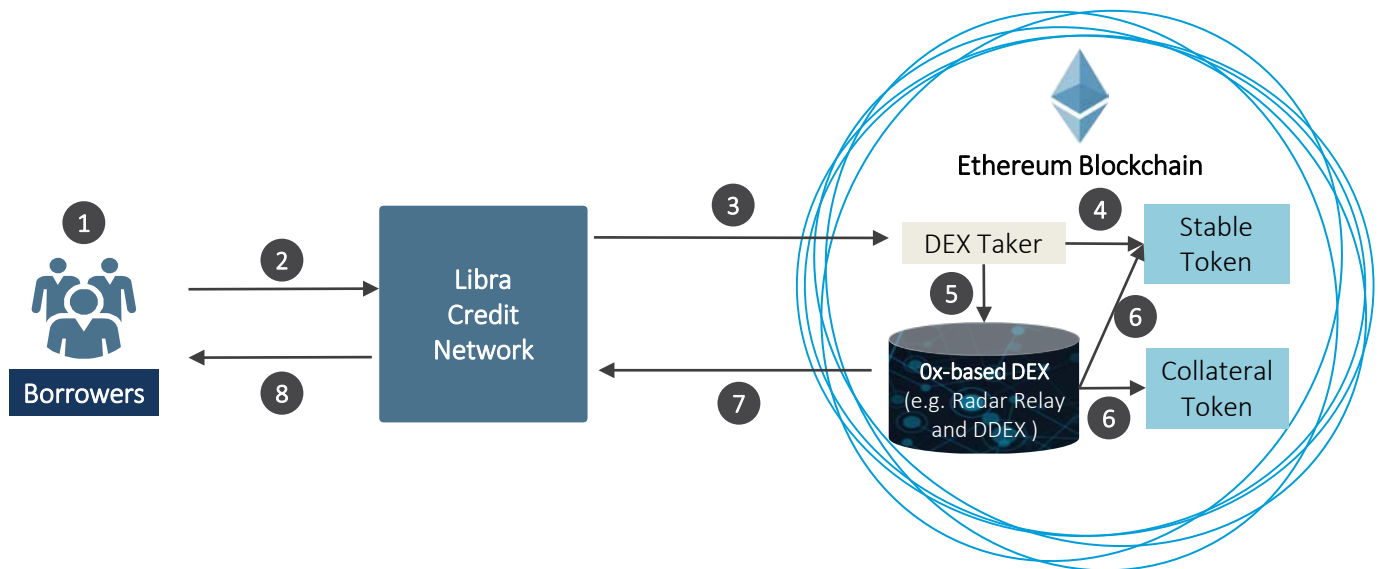 Ethereum Blockchain
1
2
3
4
DEX Taker
Stable
Token
Libra
Credit
Network
5
6
Borrowers
8
7
0x-based DEX
(e.g. Radar Relay
and DDEX )
6
Collateral
Token